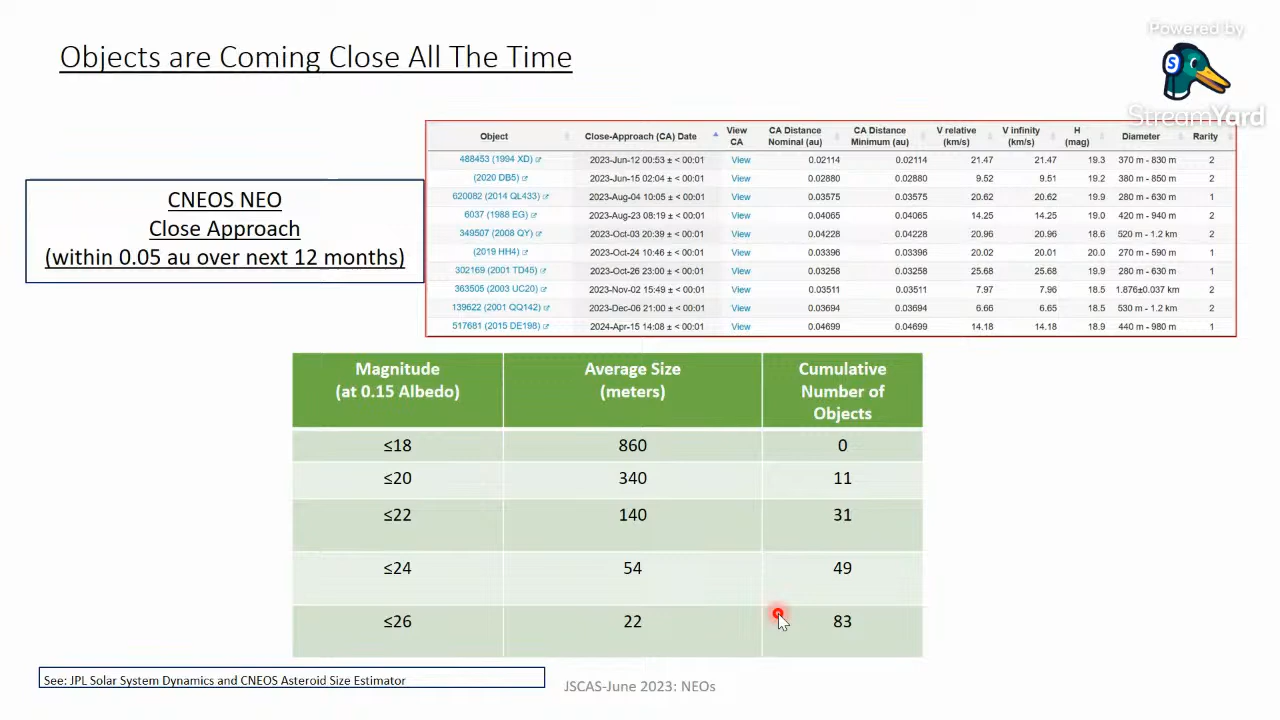 Powered by
Objects are Coming Close All The Time
S
StreamYard
Object Close-Approach (CA) Date View CA CA Distance Nominal (au) CA Distance Minimum (au) V relative (km/s) V infinity (km/s) H (mag) Diameter Rarity
488453 (1994 XD) 2023-Jun-12 00:53 ± < 00:01 View 0.02114 0.02114 21.47 21.47 19.3 370 m - 830 m 2
(2020 DB5) 2023-Jun-15 02:04 ± < 00:01 View 0.02880 0.02880 9.52 9.51 19.2 380 m - 850 m 2
620082 (2014 QL433) 2023-Aug-04 10:05 ± < 00:01 View 0.03575 0.03575 20.62 20.62 19.9 280 m - 630 m 1
6037 (1988 EG) 2023-Aug-23 08:19 ± < 00:01 View 0.04065 0.04065 14.25 14.25 19.0 420 m - 940 m 2
349507 (2008 QY) 2023-Oct-03 20:39 ± < 00:01 View 0.04228 0.04228 20.96 20.96 18.6 520 m - 1.2 km 2
(2019 HH4) 2023-Oct-24 10:46 ± < 00:01 View 0.03396 0.03396 20.02 20.01 20.0 270 m - 590 m 1
302169 (2001 TD45) 2023-Oct-26 23:00 ± < 00:01 View 0.03258 0.03258 25.68 25.68 19.9 280 m - 630 m 1
363505 (2003 UC20) 2023-Nov-02 15:49 ± < 00:01 View 0.03511 0.03511 7.97 7.96 18.5 1.876±0.037 km 2
139622 (2001 QQ142) 2023-Dec-06 21:00 ± < 00:01 View 0.03694 0.03694 6.66 6.65 18.5 530 m - 1.2 km 2
517681 (2015 DE198) 2024-Apr-15 14:08 ± < 00:01 View 0.04699 0.04699 14.18 14.18 18.9 440 m - 980 m 1
CNEOS NEO
Close Approach
(within 0.05 au over next 12 months)
Magnitude Average Size Cumulative
(at 0.15 Albedo) (meters) Number of
Objects
≤18 860 0
≤20 340 11
≤22 140 31
≤24 54 49
≤26 22 83
See: JPL Solar System Dynamics and CNEOS Asteroid Size Estimator
JSCAS-June 2023: NEOs